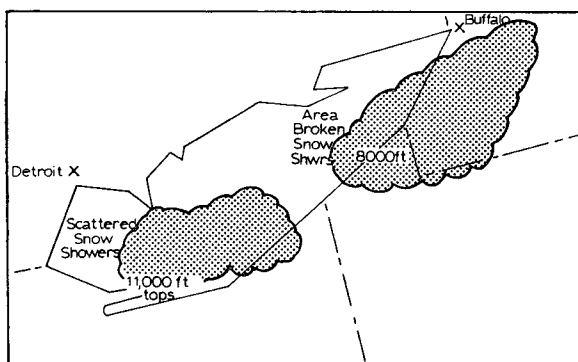 Buffalo
Area
Broken
Snow
Shwrs
8000ft
Detroit
Scattered
Snow
Showers
11,000 ft
tops